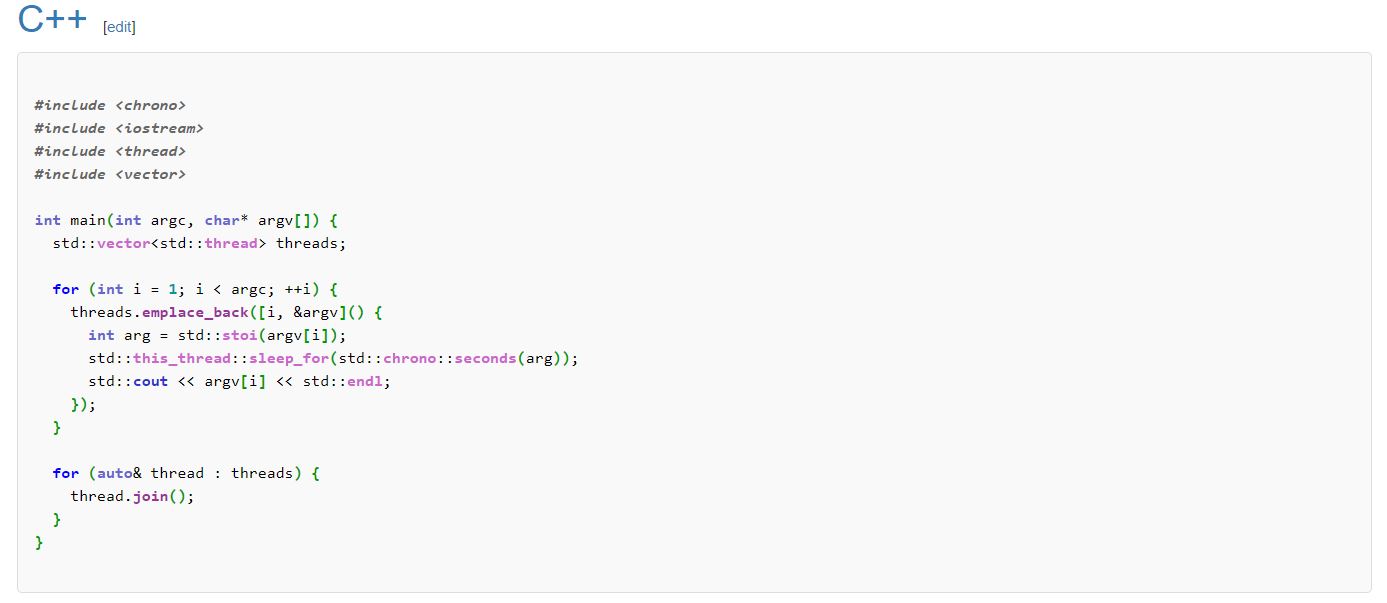 C++ [edit]
#include <chrono>
#include <iostream>
#include <thread>
#include <vector>
int main(int argc, char* argv[]) {
  std::vector<std::thread> threads;
  for (int i = 1; i < argc; ++i) {
    threads.emplace_back([i, &argv]() {
      int arg = std::stoi(argv[i]);
      std::this_thread::sleep_for(std::chrono::seconds(arg));
      std::cout << argv[i] << std::endl;
    });
  }
  for (auto& thread : threads) {
    thread.join();
  }
}